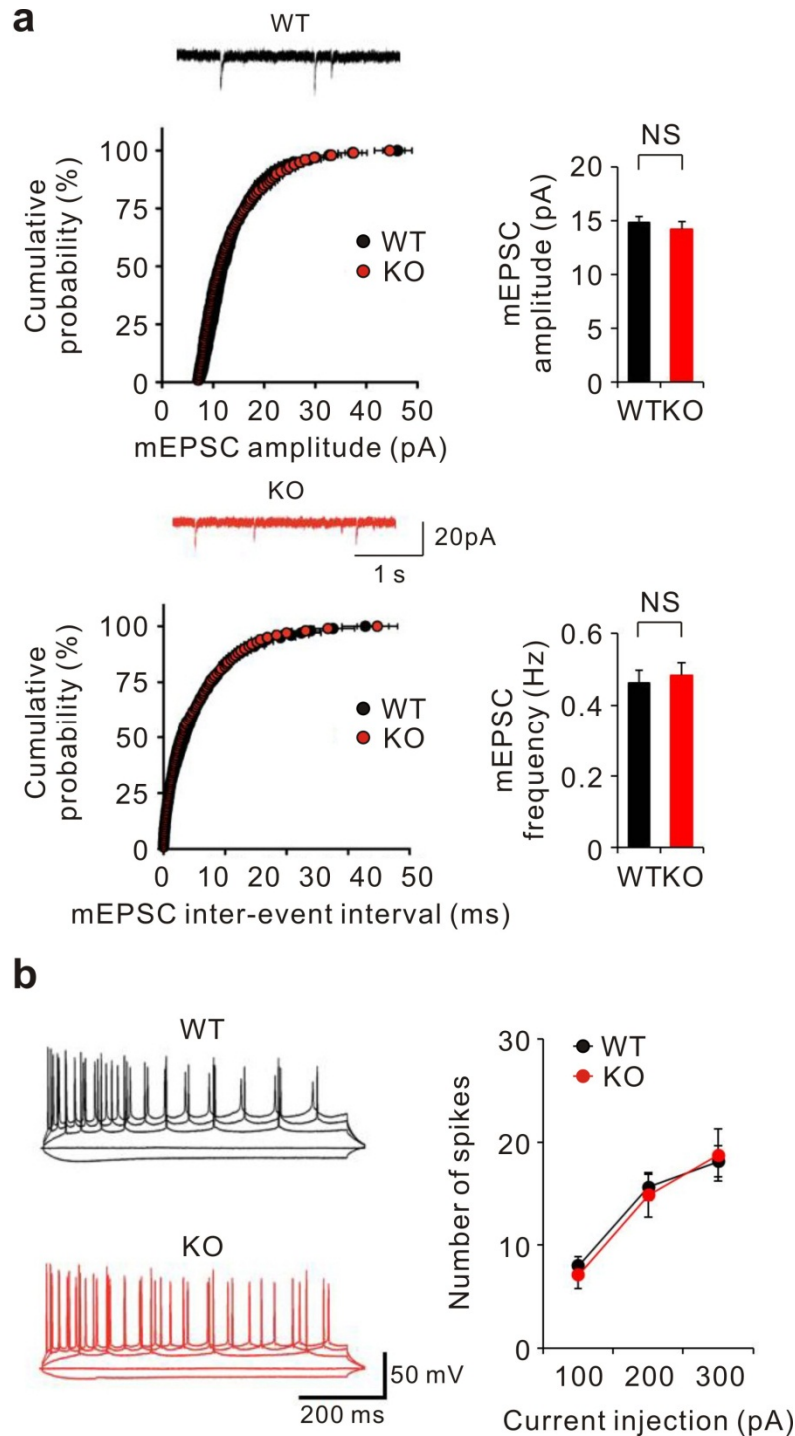 a
WT
Cumulative
probability (%)
100
75
50
25
0
WT
KO
0 10 20 30 40 50
mEPSC amplitude (pA)
NS
mEPSC
amplitude (pA)
20
15
10
5
0
WTKO
KO
20pA
1 s
Cumulative
probability (%)
100
75
50
25
0
WT
KO
0 10 20 30 40 50
mEPSC inter-event interval (ms)
NS
mEPSC
frequency (Hz)
0.6
0.4
0.2
0
WTKO
b
WT
KO
50 mV
200 ms
Number of spikes
30
20
10
0
WT
KO
100 200 300
Current injection (pA)